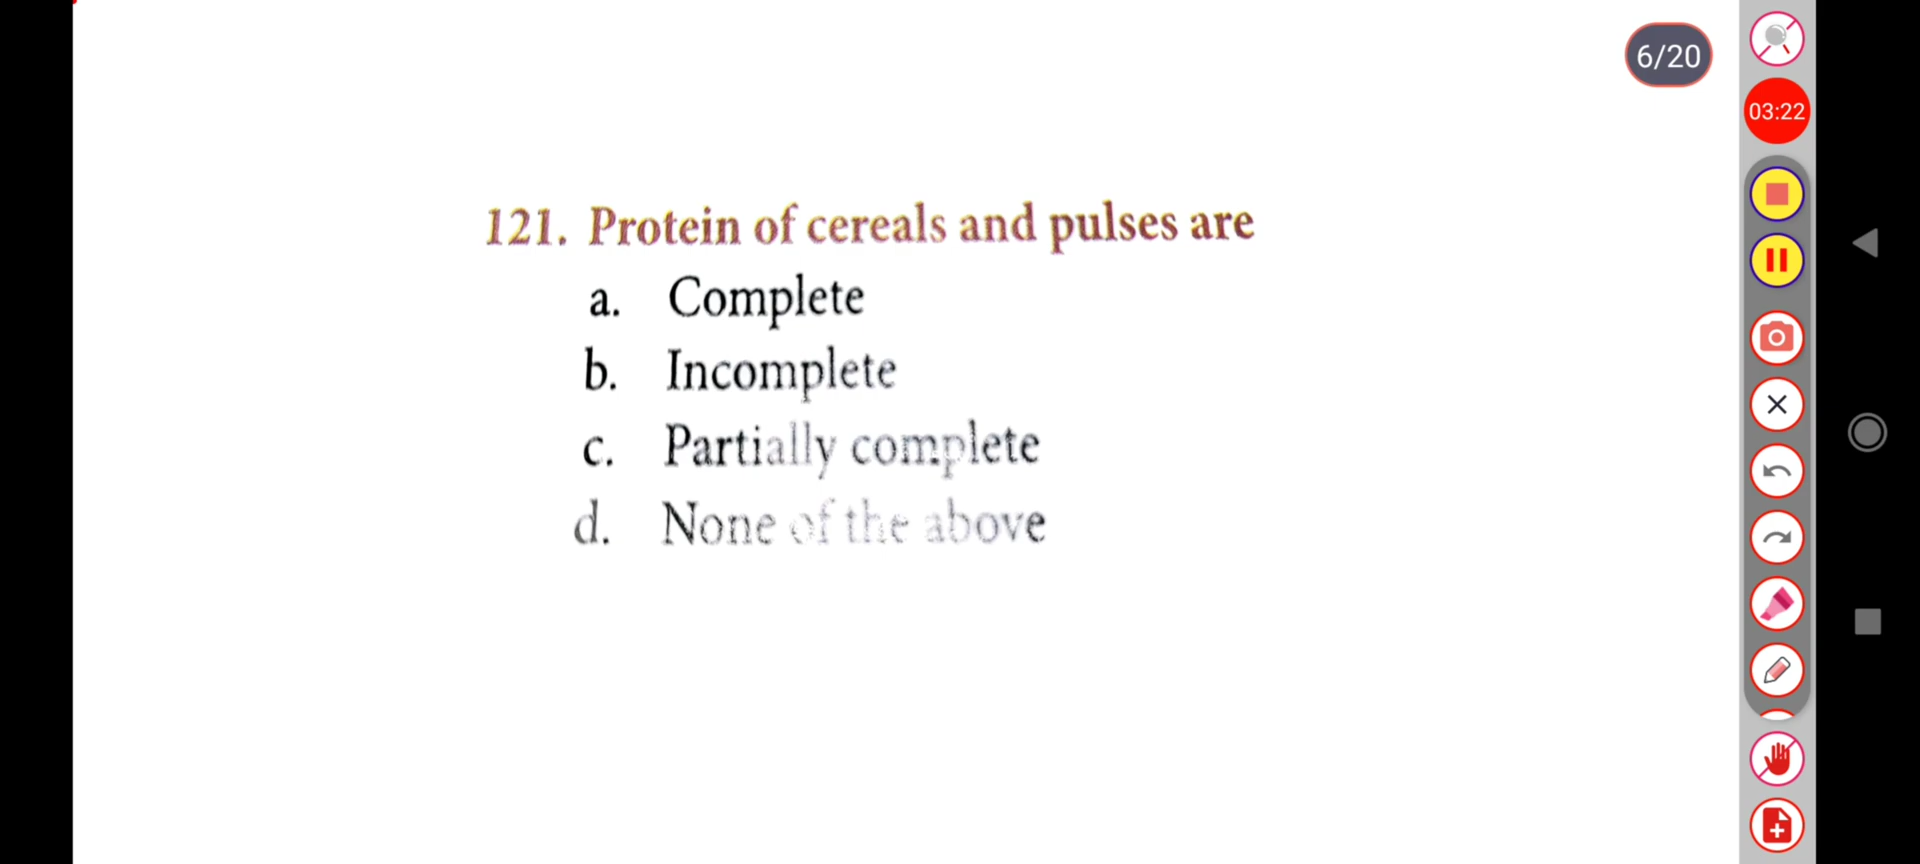 6/20
03:22
121. Protein of cereals and pulses are
a. Complete
b. Incomplete
c. Partially complete
d. None of the above